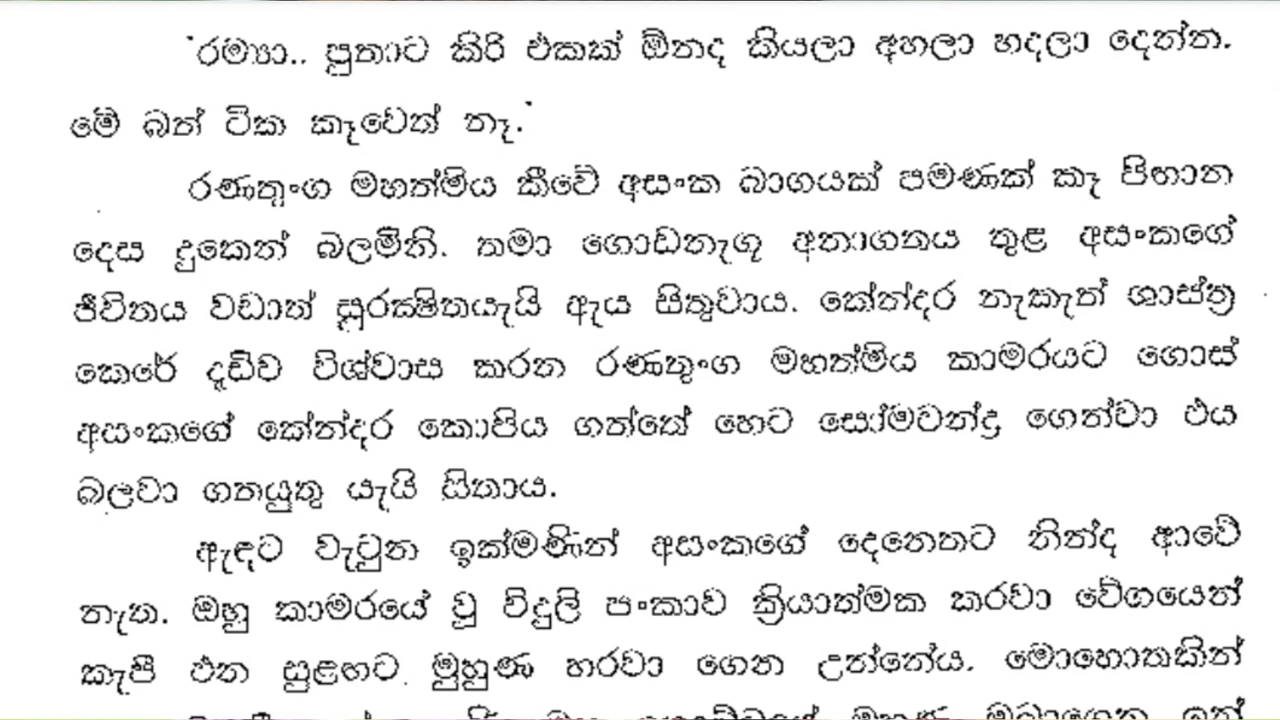 'රම්‍යා.. පුතාට කිරි එකක් ඕනද කියලා අහලා හදලා දෙන්න.
මේ බත් ටික කෑවෙත් නෑ.'
රණතුංග මහත්මිය කීවේ අසංක බාගයක් පමණක් කෑ පිඟාන
දෙස දුකෙන් බලමිනි. තමා ගොඩනැගූ අනාගතය තුළ අසංකගේ
ජීවිතය වඩාත් සුරක්‍ෂිතයැයි ඇය සිතුවාය. කේන්දර නැකැත් ශාස්ත්‍ර
කෙරේ දැඩිව විශ්වාස කරන රණතුංග මහත්මිය කාමරයට ගොස්
අසංකගේ කේන්දර කොපිය ගත්තේ හෙට සෝමචන්ද්‍ර ගෙන්වා එය
බලවා ගතයුතු යැයි සිතාය.
ඇඳට වැටුන ඉක්මණින් අසංකගේ දෙනෙතට නින්ද ආවේ
නැත. ඔහු කාමරයේ වූ විදුලි පංකාව ක්‍රියාත්මක කරවා වේගයෙන්
කැපී එන සුළඟට මුහුණ හරවා ගෙන උන්නේය. මොහොතකින්